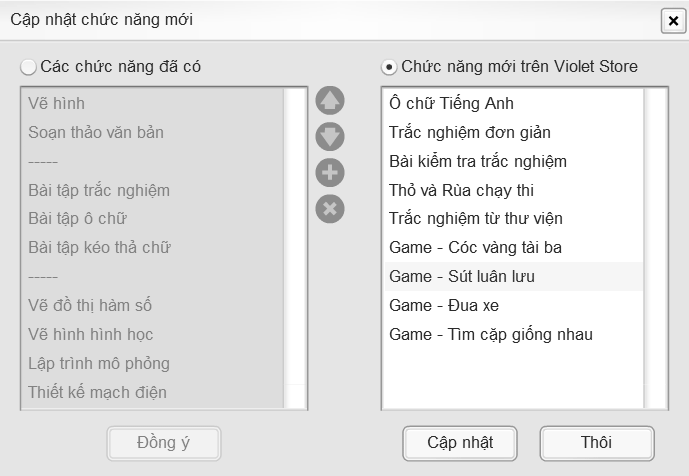 Cập nhật chức năng mới
Các chức năng đã có
Vẽ hình
Soạn thảo văn bản
-----
Bài tập trắc nghiệm
Bài tập ô chữ
Bài tập kéo thả chữ
-----
Vẽ đồ thị hàm số
Vẽ hình hình học
Lập trình mô phỏng
Thiết kế mạch điện
Đồng ý
Chức năng mới trên Violet Store
Ô chữ Tiếng Anh
Trắc nghiệm đơn giản
Bài kiểm tra trắc nghiệm
Thỏ và Rùa chạy thi
Trắc nghiệm từ thư viện
Game - Cóc vàng tài ba
Game - Sút luân lưu
Game - Đua xe
Game - Tìm cặp giống nhau
Cập nhật
Thôi